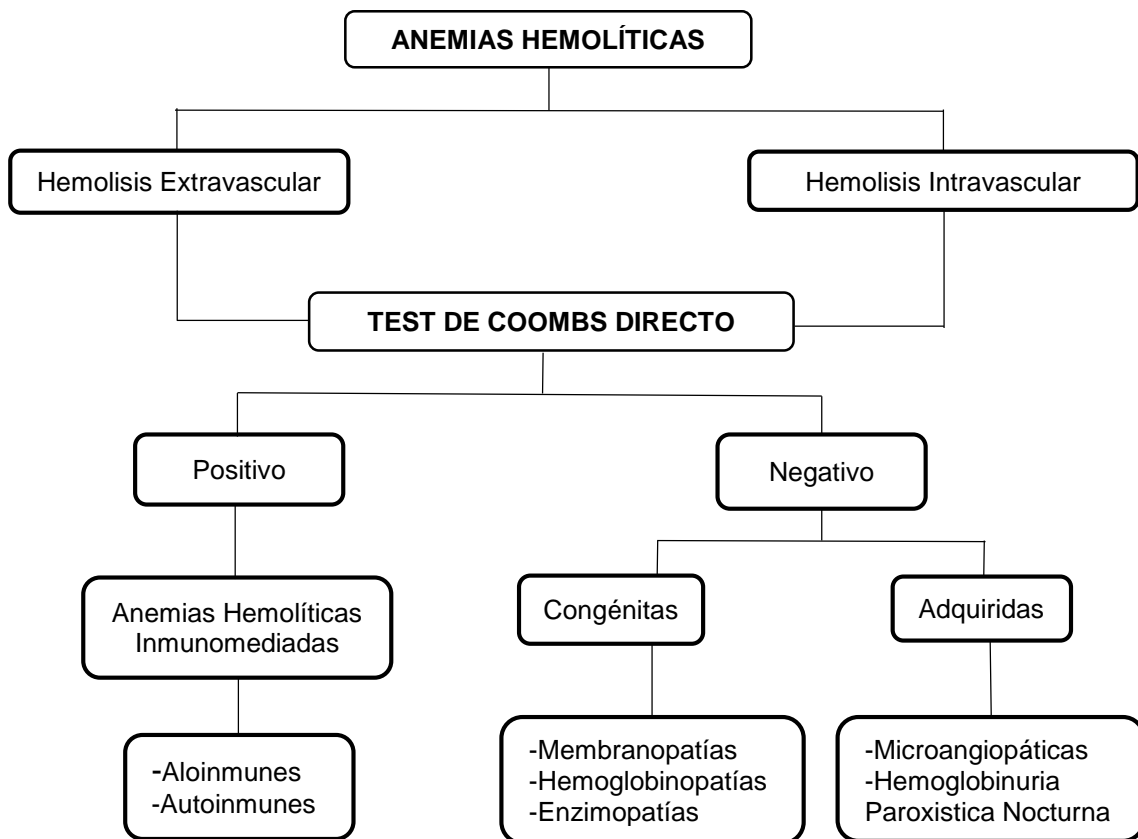 ANEMIAS HEMOLÍTICAS
Hemolisis Extravascular
Hemolisis Intravascular
TEST DE COOMBS DIRECTO
Positivo
Negativo
Anemias Hemolíticas
Inmunomediadas
Congénitas
Adquiridas
-Aloinmunes
-Autoinmunes
-Membranopatías
-Hemoglobinopatías
-Enzimopatías
-Microangiopáticas
-Hemoglobinuria
Paroxistica Nocturna